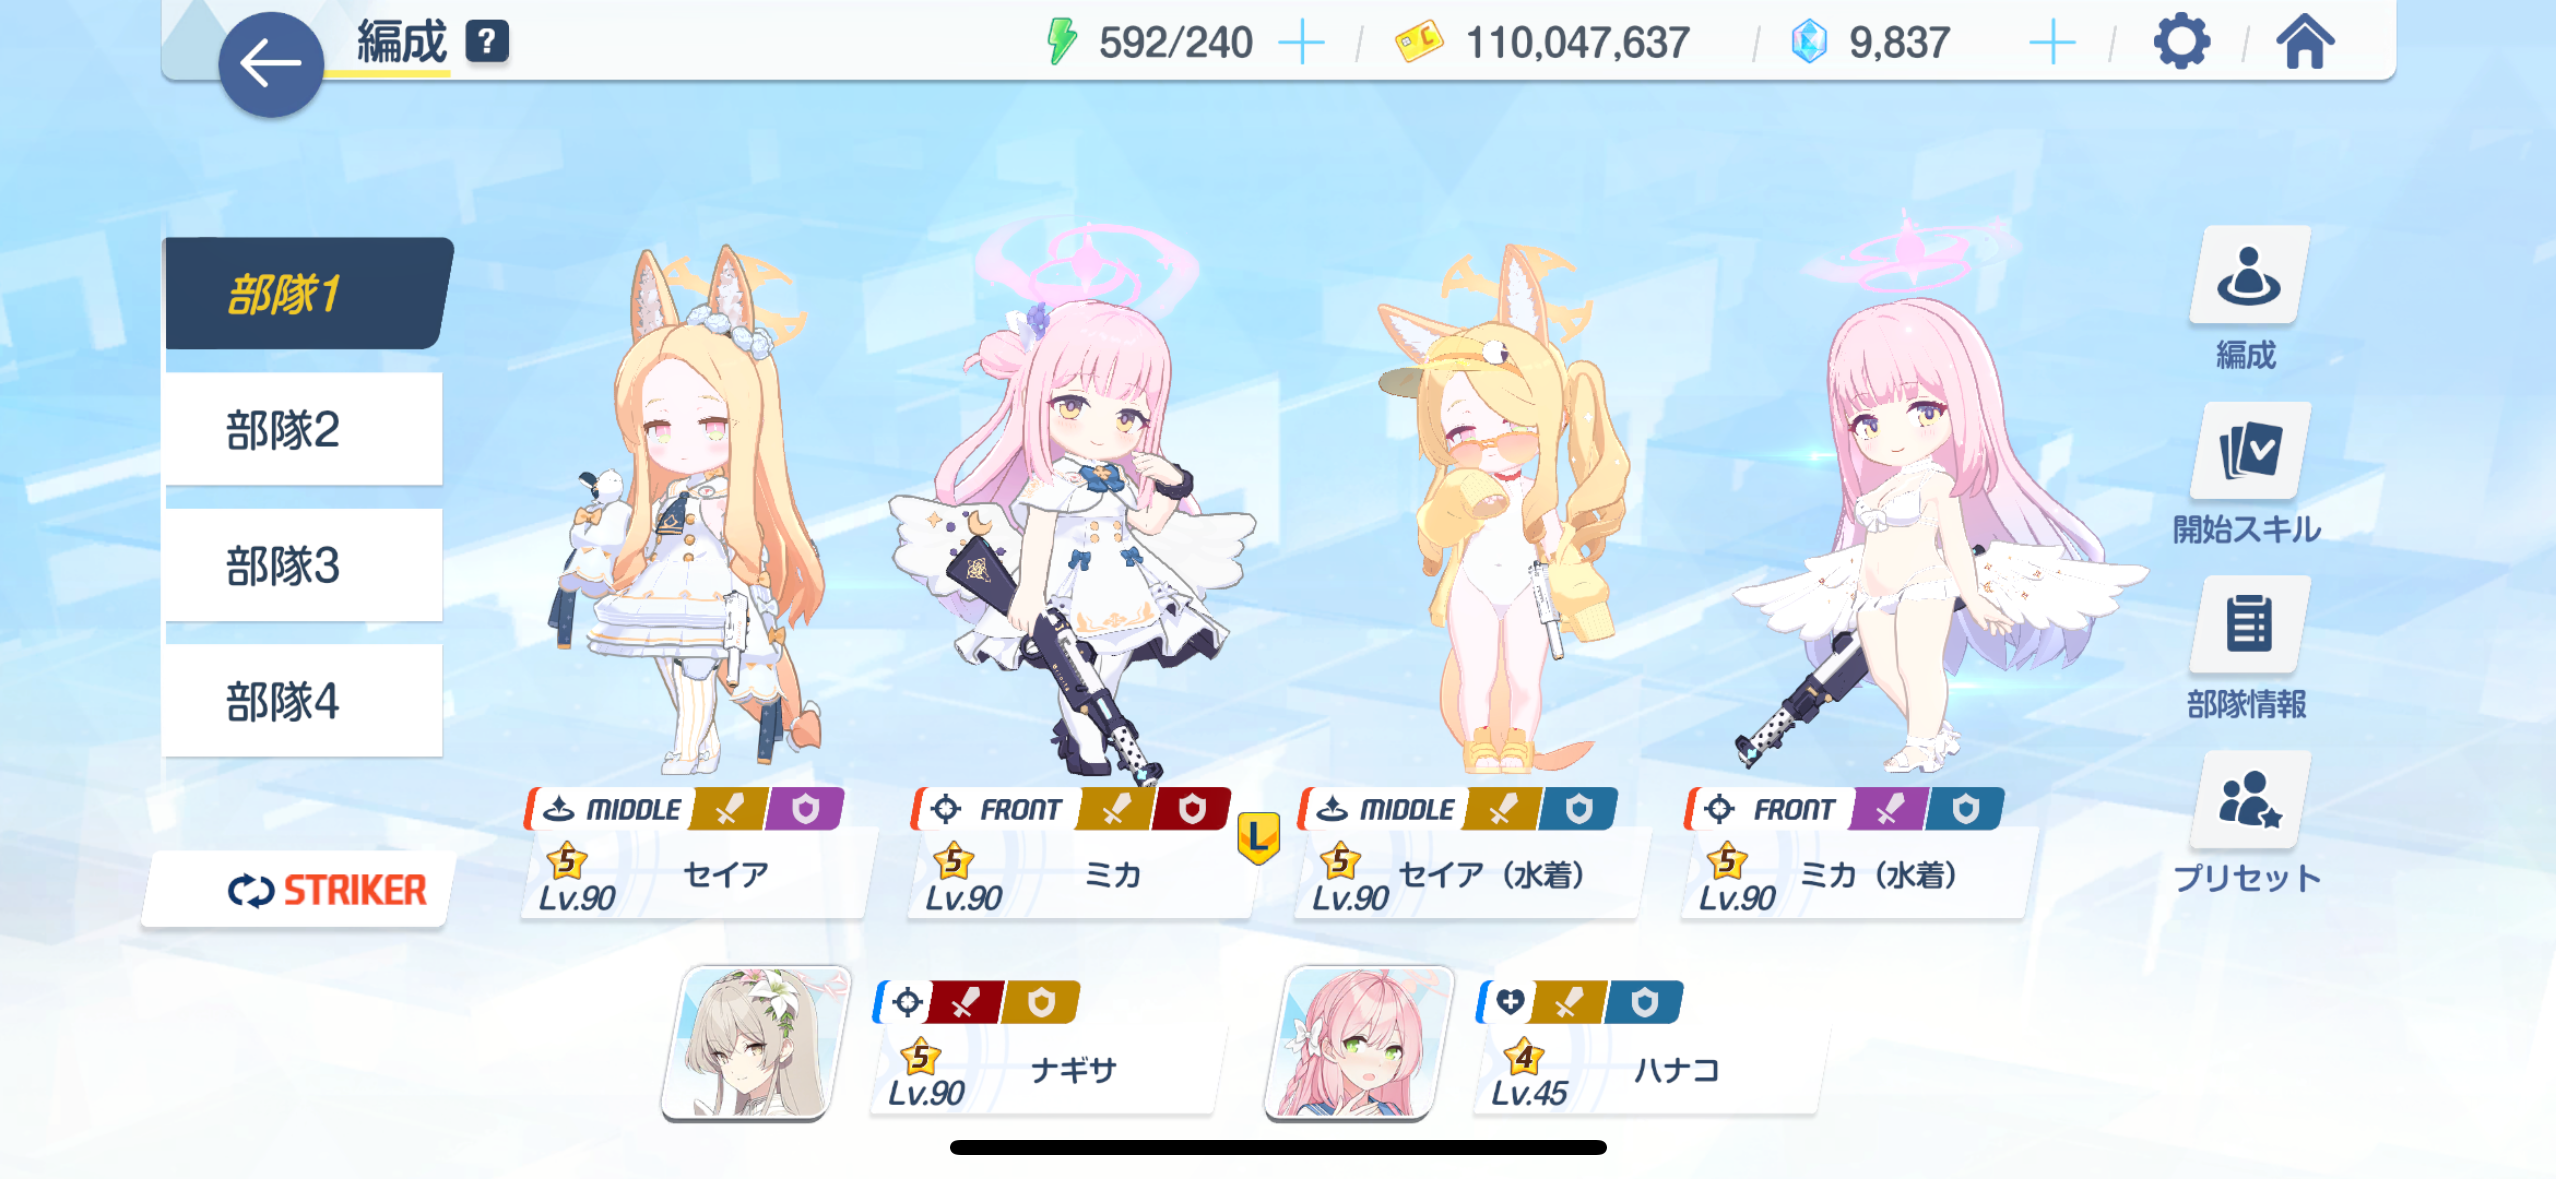 編成 ?
592/240
110,047,637
9,837
部隊1
部隊2
部隊3
部隊4
STRIKER
編成
開始スキル
部隊情報
プリセット
MIDDLE
5
Lv.90
セイア
FRONT
5
Lv.90
ミカ
L
MIDDLE
5
Lv.90
セイア（水着）
FRONT
5
Lv.90
ミカ（水着）
5
Lv.90
ナギサ
4
Lv.45
ハナコ